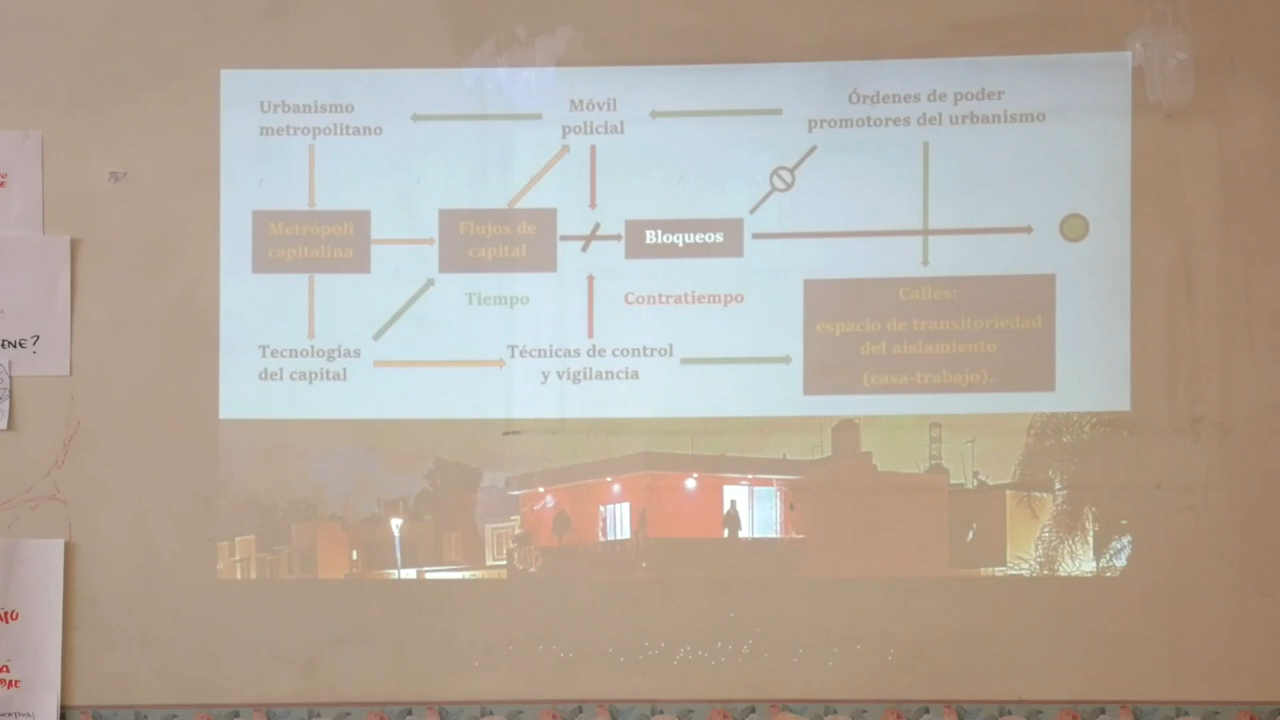 Urbanismo
metropolitano
Móvil
policial
Órdenes de poder
promotores del urbanismo
Metrópoli
capitalina
Flujos de
capital
Bloqueos
Tiempo
Contratiempo
Calles:
espacio de transitoriedad
del aislamiento
(casa-trabajo).
Tecnologías
del capital
Técnicas de control
y vigilancia
ENE?